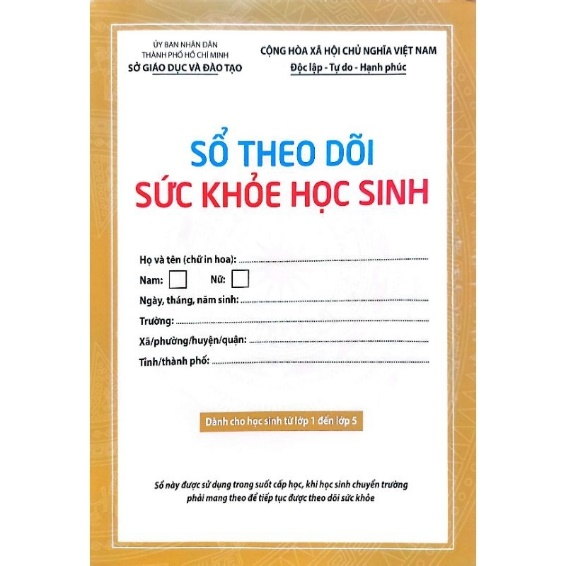 ỦY BAN NHÂN DÂN
THÀNH PHỐ HỒ CHÍ MINH
SỞ GIÁO DỤC VÀ ĐÀO TẠO
CỘNG HÒA XÃ HỘI CHỦ NGHĨA VIỆT NAM
Độc lập - Tự do - Hạnh phúc
SỔ THEO DÕI
SỨC KHỎE HỌC SINH
Họ và tên (chữ in hoa):
Nam: Nữ:
Ngày, tháng, năm sinh:
Trường:
Xã/phường/huyện/quận:
Tỉnh/thành phố:
Dành cho học sinh từ lớp 1 đến lớp 5
Sổ này được sử dụng trong suốt cấp học, khi học sinh chuyển trường
phải mang theo để tiếp tục được theo dõi sức khỏe